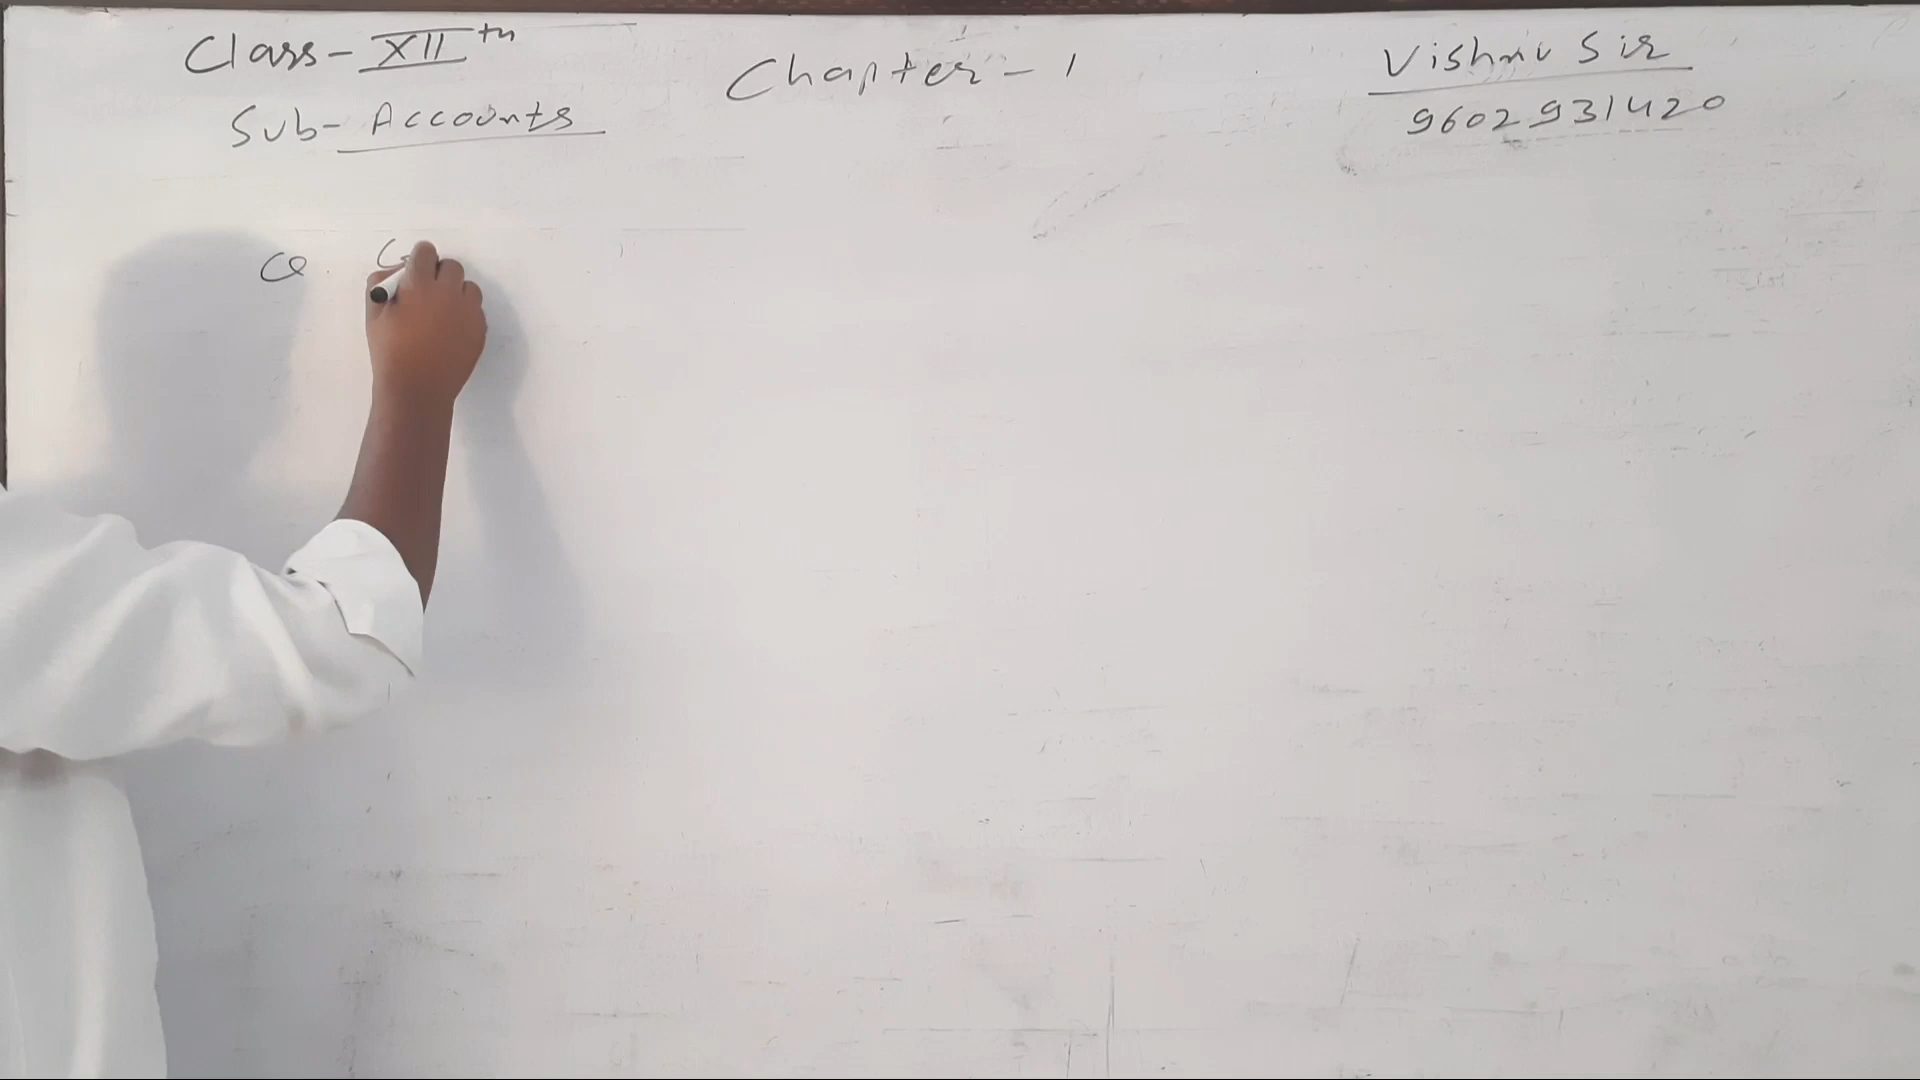 Class - XIIth
Chapter - 1
Vishnu Sir
Sub - Accounts
9602931420
Q. G